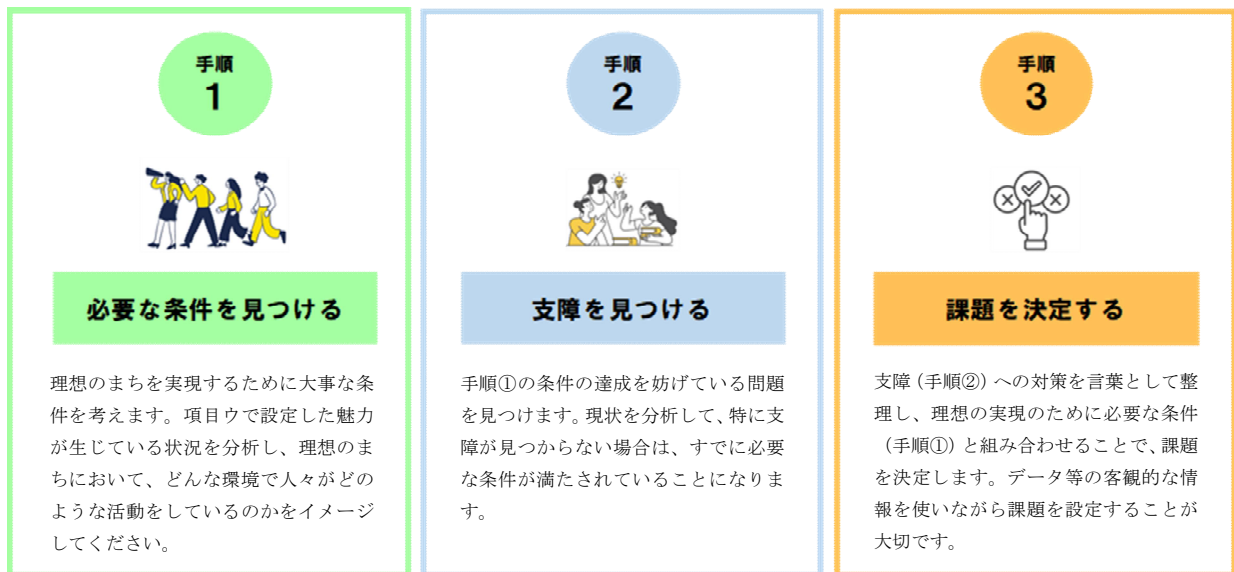 手順
1
必要な条件を見つける
理想のまちを実現するために大事な条
件を考えます。項目ウで設定した魅力
が生じている状況を分析し、理想のま
ちにおいて、どんな環境で人々がどの
ような活動をしているのかをイメージ
してください。
手順
2
支障を見つける
手順①の条件の達成を妨げている問題
を見つけます。現状を分析して、特に支
障が見つからない場合は、すでに必要
な条件が満たされていることになりま
す。
手順
3
課題を決定する
支障（手順②）への対策を言葉として整
理し、理想の実現のために必要な条件
（手順①）と組み合わせることで、課題
を決定します。データ等の客観的な情
報を使いながら課題を設定することが
大切です。